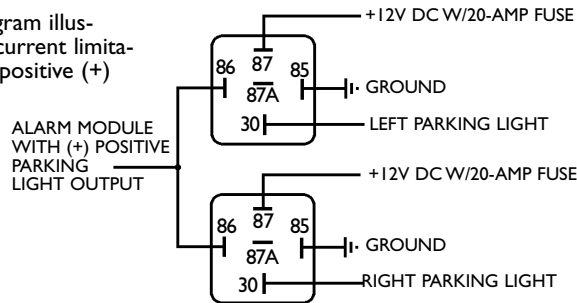 gram illus-
current limita-
positive (+)
+12V DC W/20-AMP FUSE
86
87
85
87A
GROUND
30
LEFT PARKING LIGHT
ALARM MODULE
WITH (+) POSITIVE
PARKING
LIGHT OUTPUT
+12V DC W/20-AMP FUSE
86
87
85
87A
GROUND
30
RIGHT PARKING LIGHT